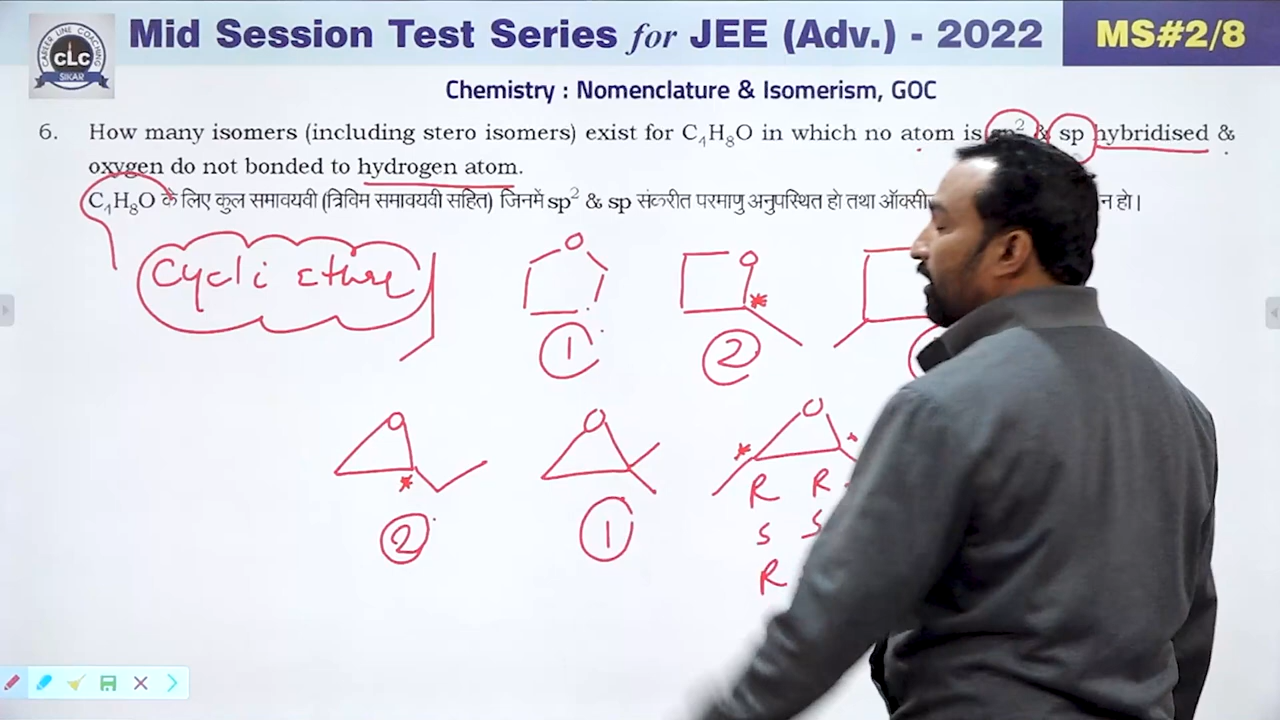 CAREER LINE COACHING
CLC
SIKAR
Mid Session Test Series for JEE (Adv.) - 2022
MS#2/8
Chemistry : Nomenclature & Isomerism, GOC
6. How many isomers (including stero isomers) exist for C₄H₈O in which no atom is sp² & sp hybridised &
oxygen do not bonded to hydrogen atom.
C₄H₈O के लिए कुल समावयवी (त्रिविम समावयवी सहित) जिनमें sp² & sp संकरीत परमाणु अनुपस्थित हो तथा ऑक्सी
न हो।
Cycli ethre
O
O
1
2
O
O
O
R R
S S
R
2
1